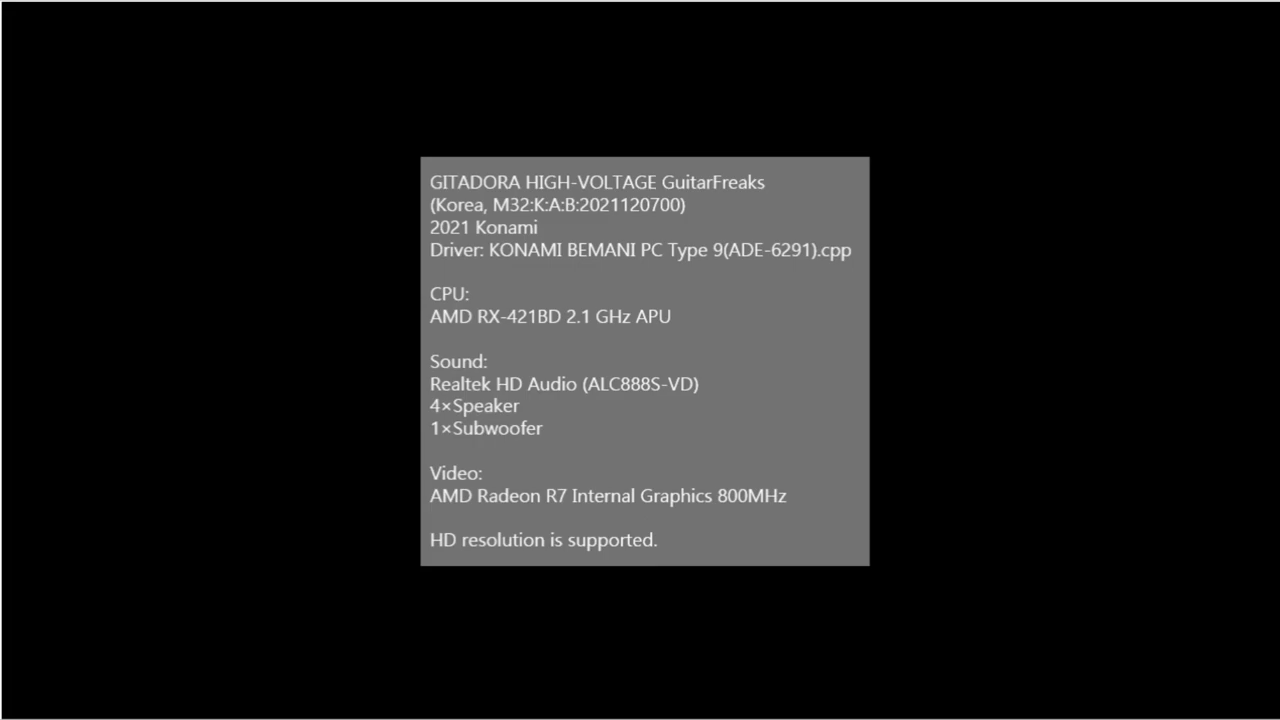 GITADORA HIGH-VOLTAGE GuitarFreaks
(Korea, M32:K:A:B:2021120700)
2021 Konami
Driver: KONAMI BEMANI PC Type 9(ADE-6291).cpp
CPU:
AMD RX-421BD 2.1 GHz APU
Sound:
Realtek HD Audio (ALC888S-VD)
4×Speaker
1×Subwoofer
Video:
AMD Radeon R7 Internal Graphics 800MHz
HD resolution is supported.